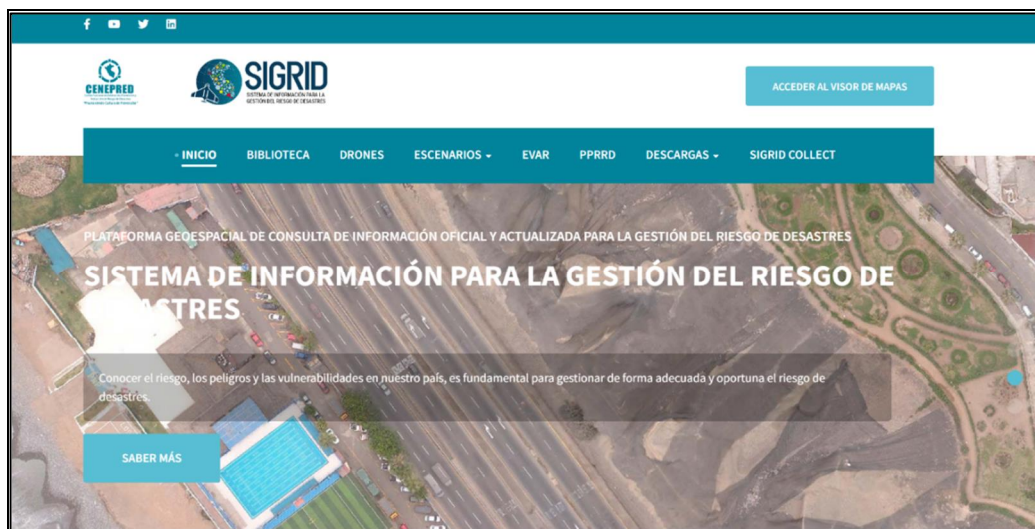 CENEPRED
SIGRID
SISTEMA DE INFORMACIÓN PARA LA
GESTIÓN DEL RIESGO DE DESASTRES
ACCEDER AL VISOR DE MAPAS
INICIO BIBLIOTECA DRONES ESCENARIOS EVAR PPRRD DESCARGAS SIGRID COLLECT
PLATAFORMA GEOESPACIAL DE CONSULTA DE INFORMACIÓN OFICIAL Y ACTUALIZADA PARA LA GESTIÓN DEL RIESGO DE DESASTRES
SISTEMA DE INFORMACIÓN PARA LA GESTIÓN DEL RIESGO DE
DESASTRES
Conocer el riesgo, los peligros y las vulnerabilidades en nuestro país, es fundamental para gestionar de forma adecuada y oportuna el riesgo de
desastres.
SABER MÁS